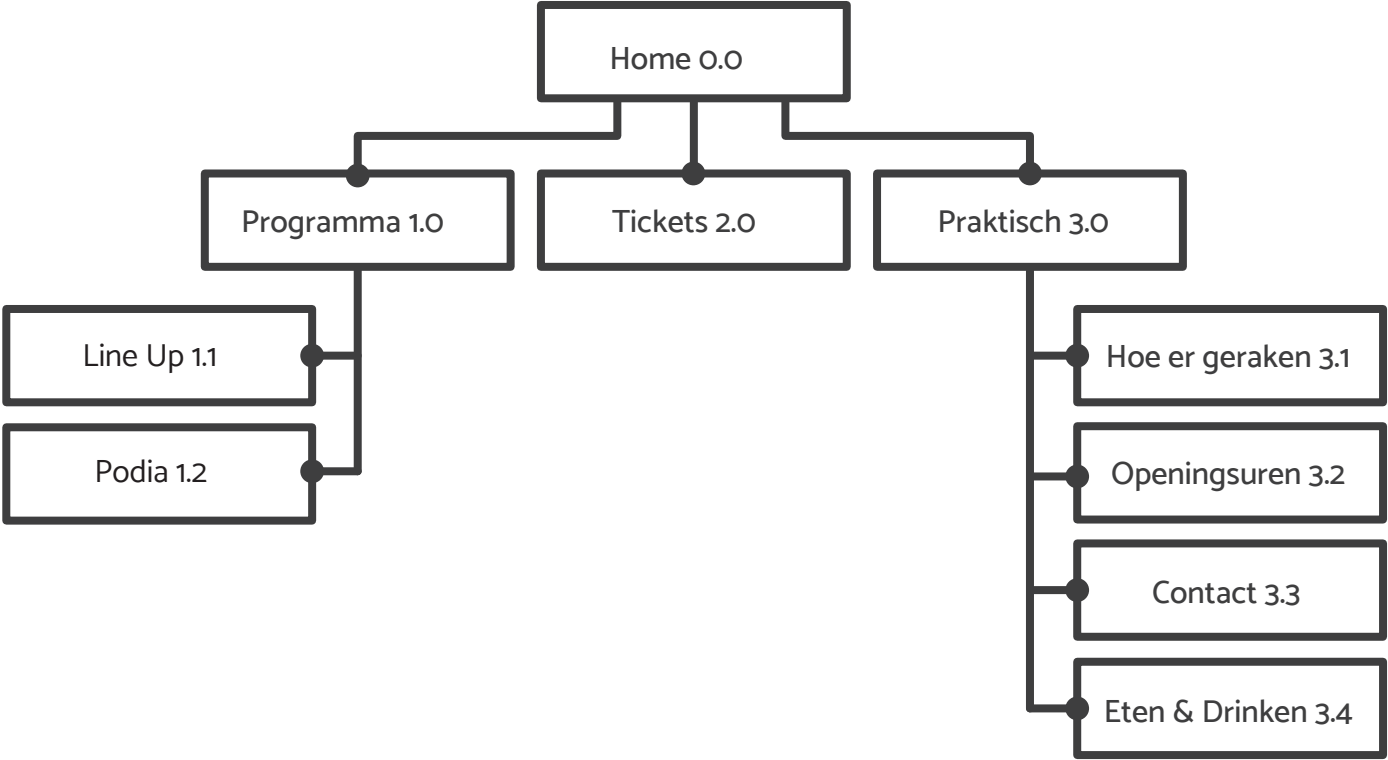 Home 0.0
Programma 1.0
Tickets 2.0
Praktisch 3.0
Line Up 1.1
Podia 1.2
Hoe er geraken 3.1
Openingsuren 3.2
Contact 3.3
Eten & Drinken 3.4